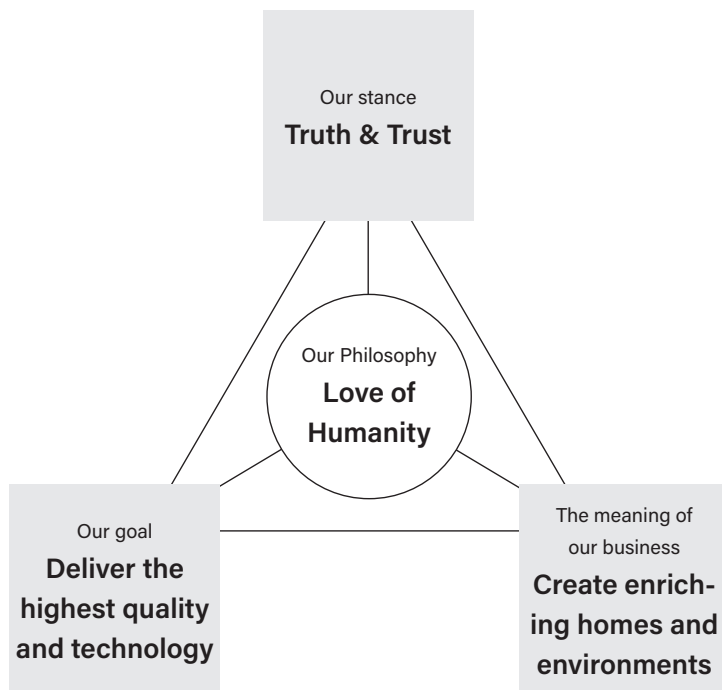 Our stance
Truth & Trust
Our Philosophy
Love of
Humanity
Our goal
Deliver the
highest quality
and technology
The meaning of
our business
Create enrich-
ing homes and
environments